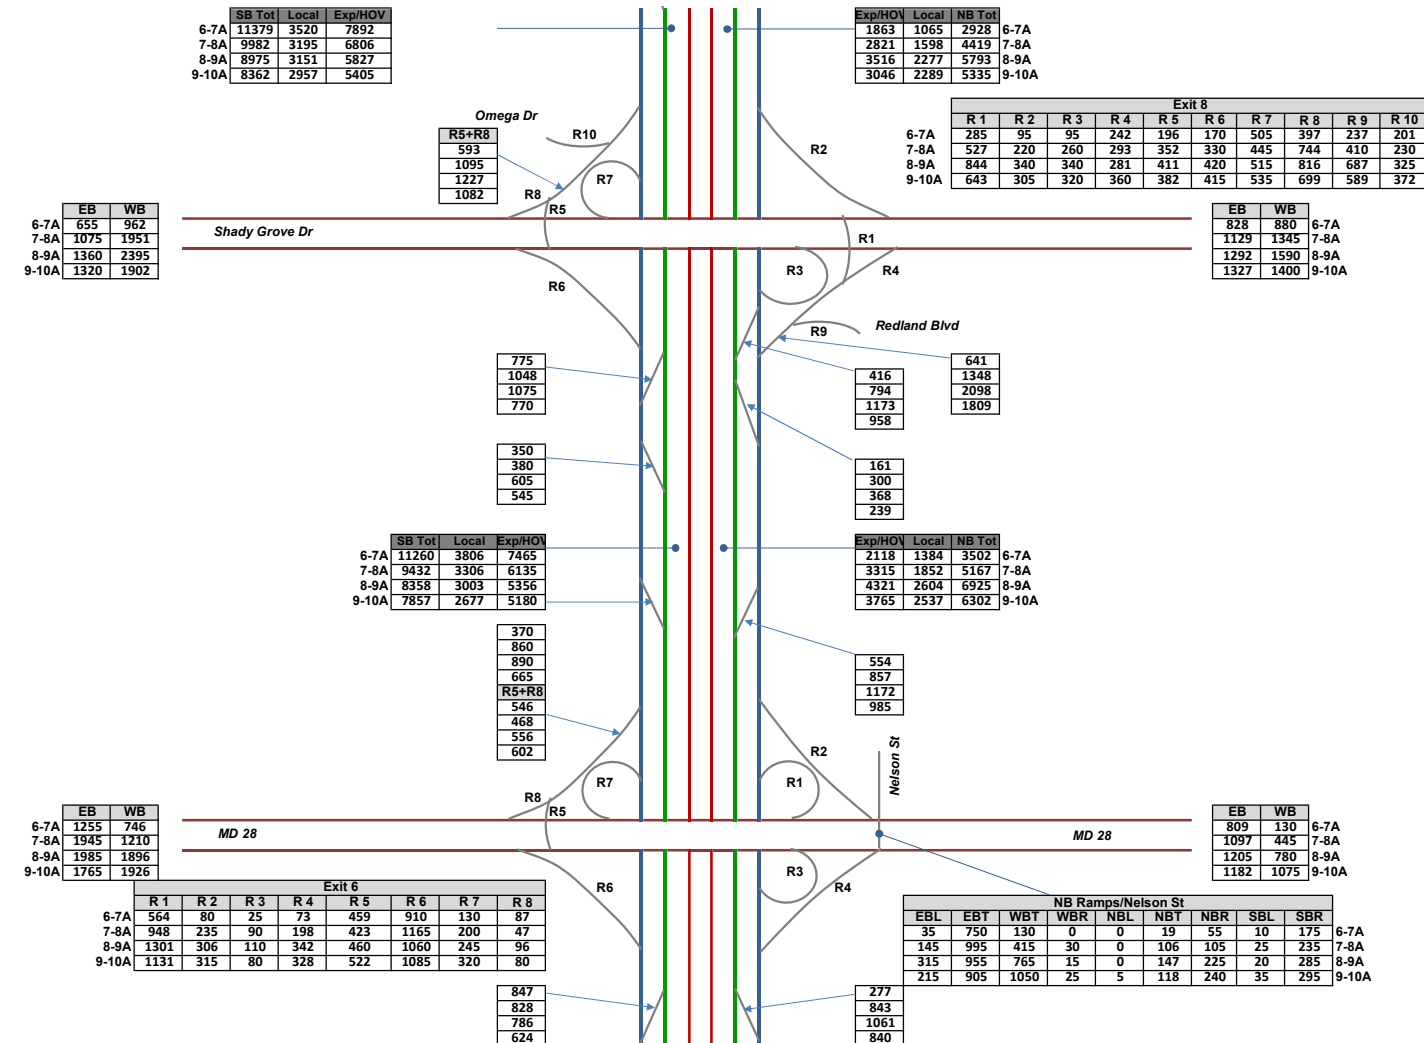 SB Tot Local Exp/HOV
6-7A 11379 3520 7892
7-8A 9982 3195 6806
8-9A 8975 3151 5827
9-10A 8362 2957 5405
Exp/HOV Local NB Tot
1863 1065 2928 6-7A
2821 1598 4419 7-8A
3516 2277 5793 8-9A
3046 2289 5335 9-10A
Exit 8
R 1 R 2 R 3 R 4 R 5 R 6 R 7 R 8 R 9 R 10
6-7A 285 95 95 242 196 170 505 397 237 201
7-8A 527 220 260 293 352 330 445 744 410 230
8-9A 844 340 340 281 411 420 515 816 687 325
9-10A 643 305 320 360 382 415 535 699 589 372
Omega Dr
R10
R5+R8
593
1095
1227
1082
R2
R7
R8
R5
EB WB
6-7A 655 962
7-8A 1075 1951
8-9A 1360 2395
9-10A 1320 1902
Shady Grove Dr
EB WB
828 880 6-7A
1129 1345 7-8A
1292 1590 8-9A
1327 1400 9-10A
R1
R3
R4
R6
R9
Redland Blvd
775
1048
1075
770
416
794
1173
958
641
1348
2098
1809
350
380
605
545
161
300
368
239
SB Tot Local Exp/HOV
6-7A 11260 3806 7465
7-8A 9432 3306 6135
8-9A 8358 3003 5356
9-10A 7857 2677 5180
Exp/HOV Local NB Tot
2118 1384 3502 6-7A
3315 1852 5167 7-8A
4321 2604 6925 8-9A
3765 2537 6302 9-10A
370
860
890
665
R5+R8
546
468
556
602
554
857
1172
985
R2
Nelson St
R7
R1
R8
R5
EB WB
6-7A 1255 746
7-8A 1945 1210
8-9A 1985 1896
9-10A 1765 1926
MD 28
MD 28
EB WB
809 130 6-7A
1097 445 7-8A
1205 780 8-9A
1182 1075 9-10A
R6
R3
R4
Exit 6
R 1 R 2 R 3 R 4 R 5 R 6 R 7 R 8
6-7A 564 80 25 73 459 910 130 87
7-8A 948 235 90 198 423 1165 200 47
8-9A 1301 306 110 342 460 1060 245 96
9-10A 1131 315 80 328 522 1085 320 80
NB Ramps/Nelson St
EBL EBT WBT WBR NBL NBT NBR SBL SBR
35 750 130 0 0 19 55 10 175 6-7A
145 995 415 30 0 106 105 25 235 7-8A
315 955 765 15 0 147 225 20 285 8-9A
215 905 1050 25 5 118 240 35 295 9-10A
847
828
786
624
277
843
1061
840